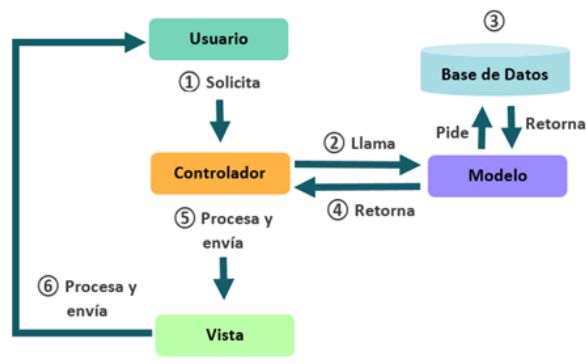 ③
Usuario
① Solicita
Base de Datos
Pide
Retorna
② Llama
Controlador
Modelo
④ Retorna
⑤ Procesa y
envía
⑥ Procesa y
envía
Vista